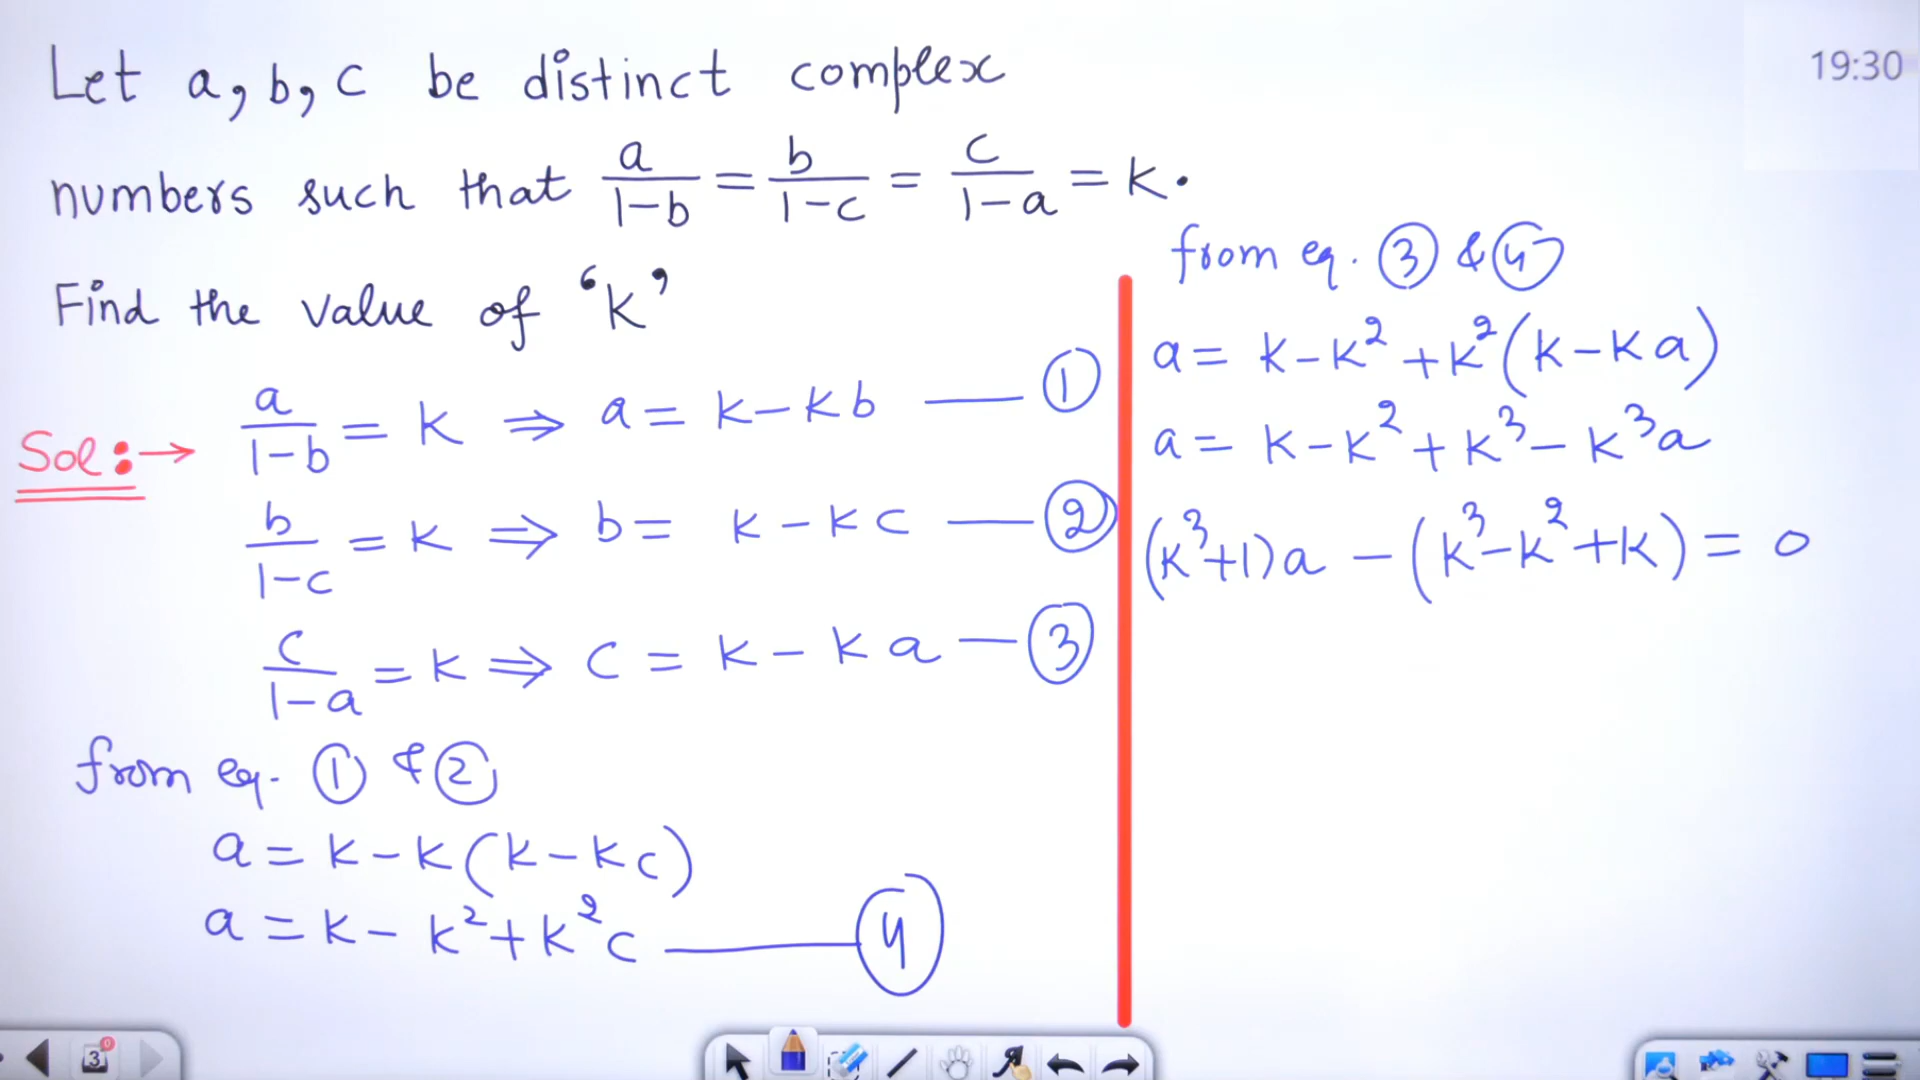 Let a, b, c be distinct complex
numbers such that a/(1-b) = b/(1-c) = c/(1-a) = K.
Find the value of ‘K’
Sol:→ a/(1-b) = K ⇒ a = K-Kb —— ①
b/(1-c) = K ⇒ b = K-Kc —— ②
c/(1-a) = K ⇒ c = K-Ka — ③
from eq. ① & ②
a = K-K(K-Kc)
a = K-K²+K²c —— ④
from eq. ③ & ④
a = K-K²+K²(K-Ka)
a = K-K²+K³-K³a
(K³+1)a - (K³-K²+K) = 0
19:30
3
0